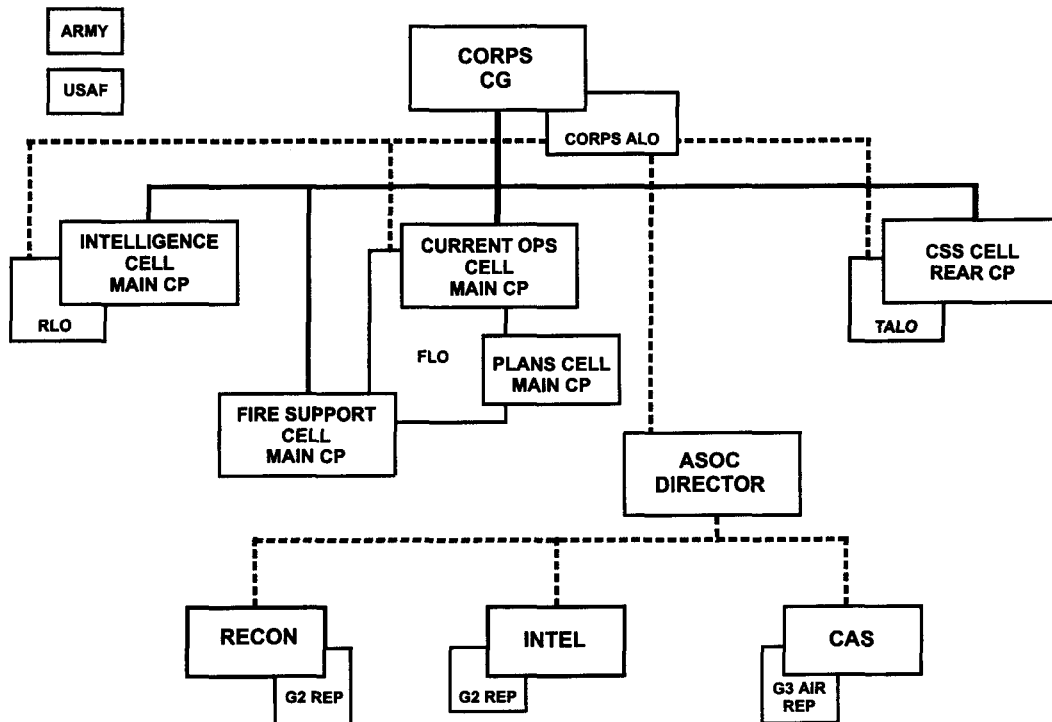 ARMY
USAF
CORPS
CG
CORPS ALO
INTELLIGENCE
CELL
MAIN CP
RLO
CURRENT OPS
CELL
MAIN CP
CSS CELL
REAR CP
TALO
FLO
PLANS CELL
MAIN CP
FIRE SUPPORT
CELL
MAIN CP
ASOC
DIRECTOR
RECON
G2 REP
INTEL
G2 REP
CAS
G3 AIR
REP